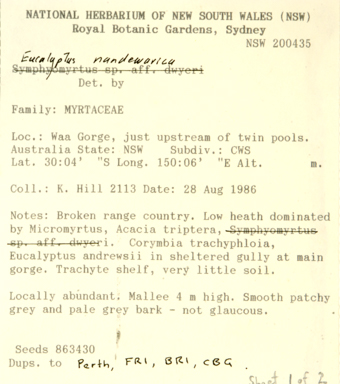 NATIONAL HERBARIUM OF NEW SOUTH WALES (NSW)
Royal Botanic Gardens, Sydney
NSW 200435
Eucalyptus nandewarica
Symphyomyrtus sp. aff. dwyeri
Det. by
Family: MYRTACEAE
Loc.: Waa Gorge, just upstream of twin pools.
Australia State: NSW Subdiv.: CWS
Lat. 30:04' "S Long. 150:06' "E Alt. m.
Coll.: K. Hill 2113 Date: 28 Aug 1986
Notes: Broken range country. Low heath dominated
by Micromyrtus, Acacia triptera, Symphyomyrtus
sp. aff. dwyeri. Corymbia trachyphloia,
Eucalyptus andrewsii in sheltered gully at main
gorge. Trachyte shelf, very little soil.
Locally abundant. Mallee 4 m high. Smooth patchy
grey and pale grey bark - not glaucous.
Seeds 863430
Dups. to Perth, FRI, BRI, CBG
Sheet 1 of 2